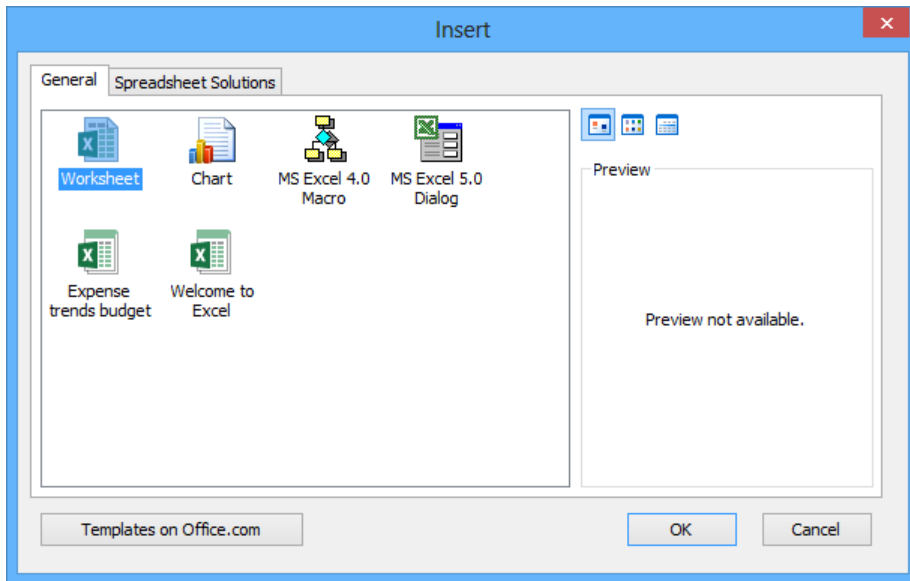 Insert
General
Spreadsheet Solutions
Worksheet
Chart
MS Excel 4.0
Macro
MS Excel 5.0
Dialog
Expense
trends budget
Welcome to
Excel
Preview
Preview not available.
Templates on Office.com
OK
Cancel